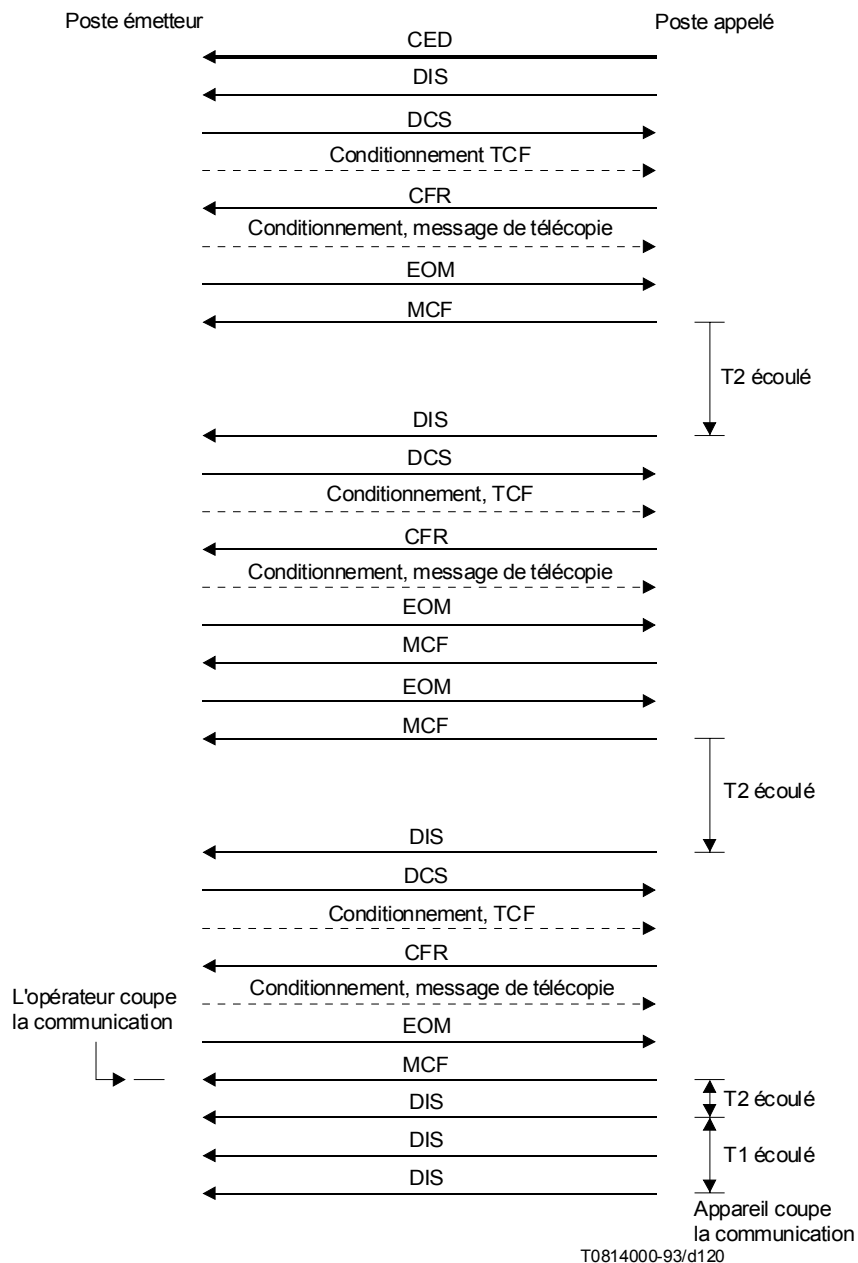 Poste émetteur
Poste appelé
CED
DIS
DCS
Conditionnement TCF
CFR
Conditionnement, message de télécopie
EOM
MCF
T2 écoulé
DIS
DCS
Conditionnement, TCF
CFR
Conditionnement, message de télécopie
EOM
MCF
EOM
MCF
T2 écoulé
DIS
DCS
Conditionnement, TCF
CFR
Conditionnement, message de télécopie
L'opérateur coupe
la communication
EOM
MCF
T2 écoulé
DIS
DIS
T1 écoulé
DIS
Appareil coupe
la communication
T0814000-93/d120